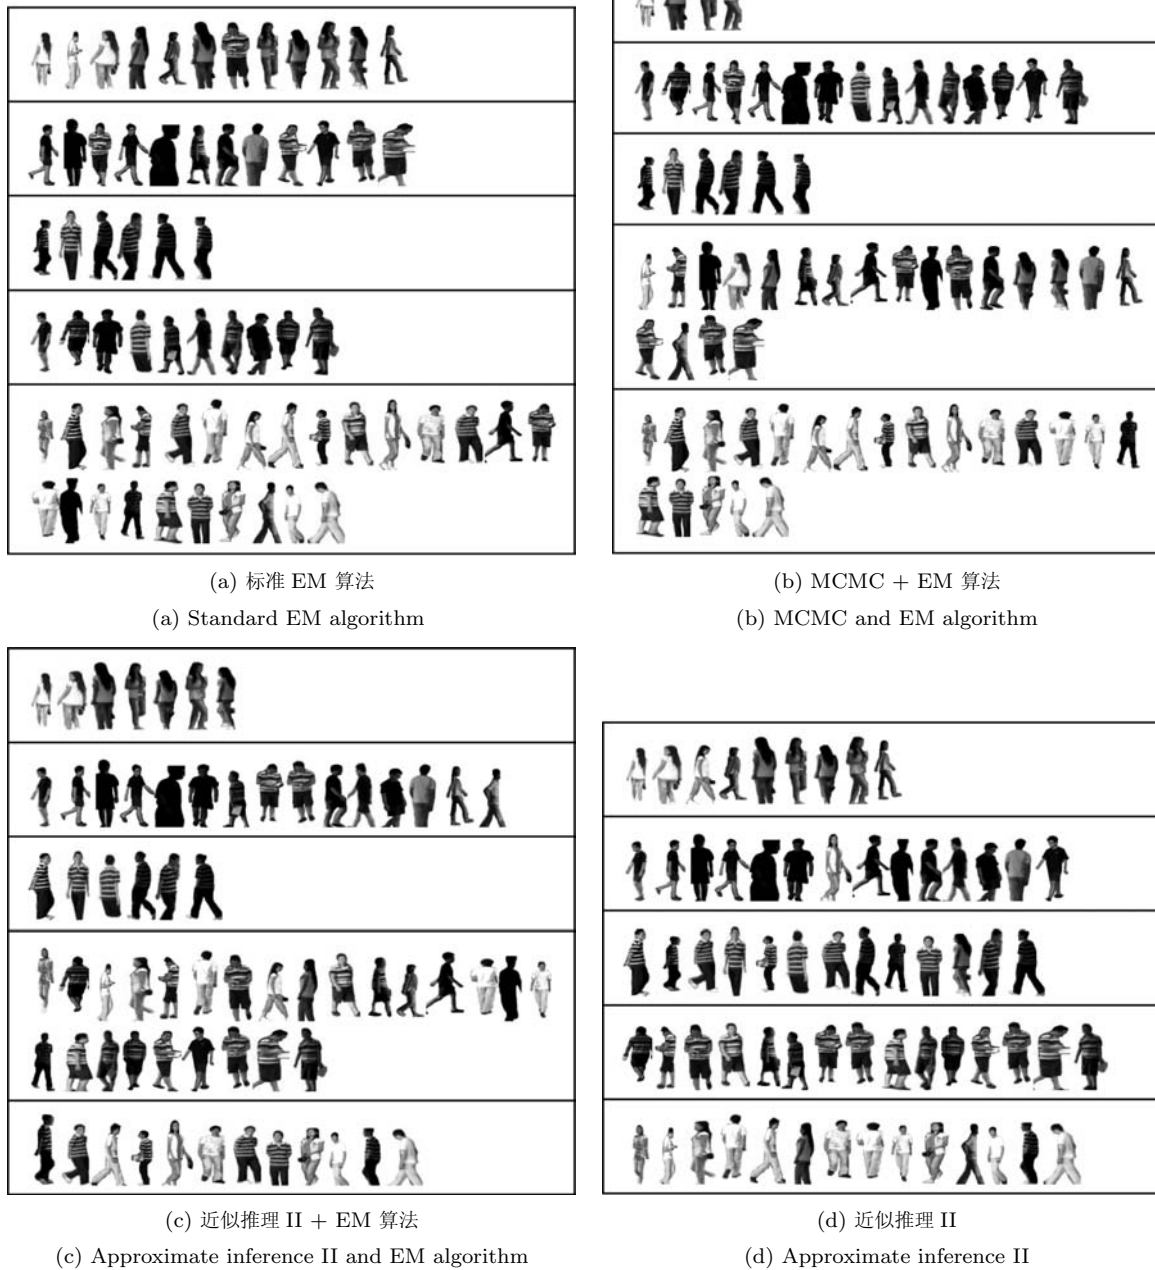 (a) 标准 EM 算法
(a) Standard EM algorithm
(b) MCMC + EM 算法
(b) MCMC and EM algorithm
(c) 近似推理 II + EM 算法
(c) Approximate inference II and EM algorithm
(d) 近似推理 II
(d) Approximate inference II